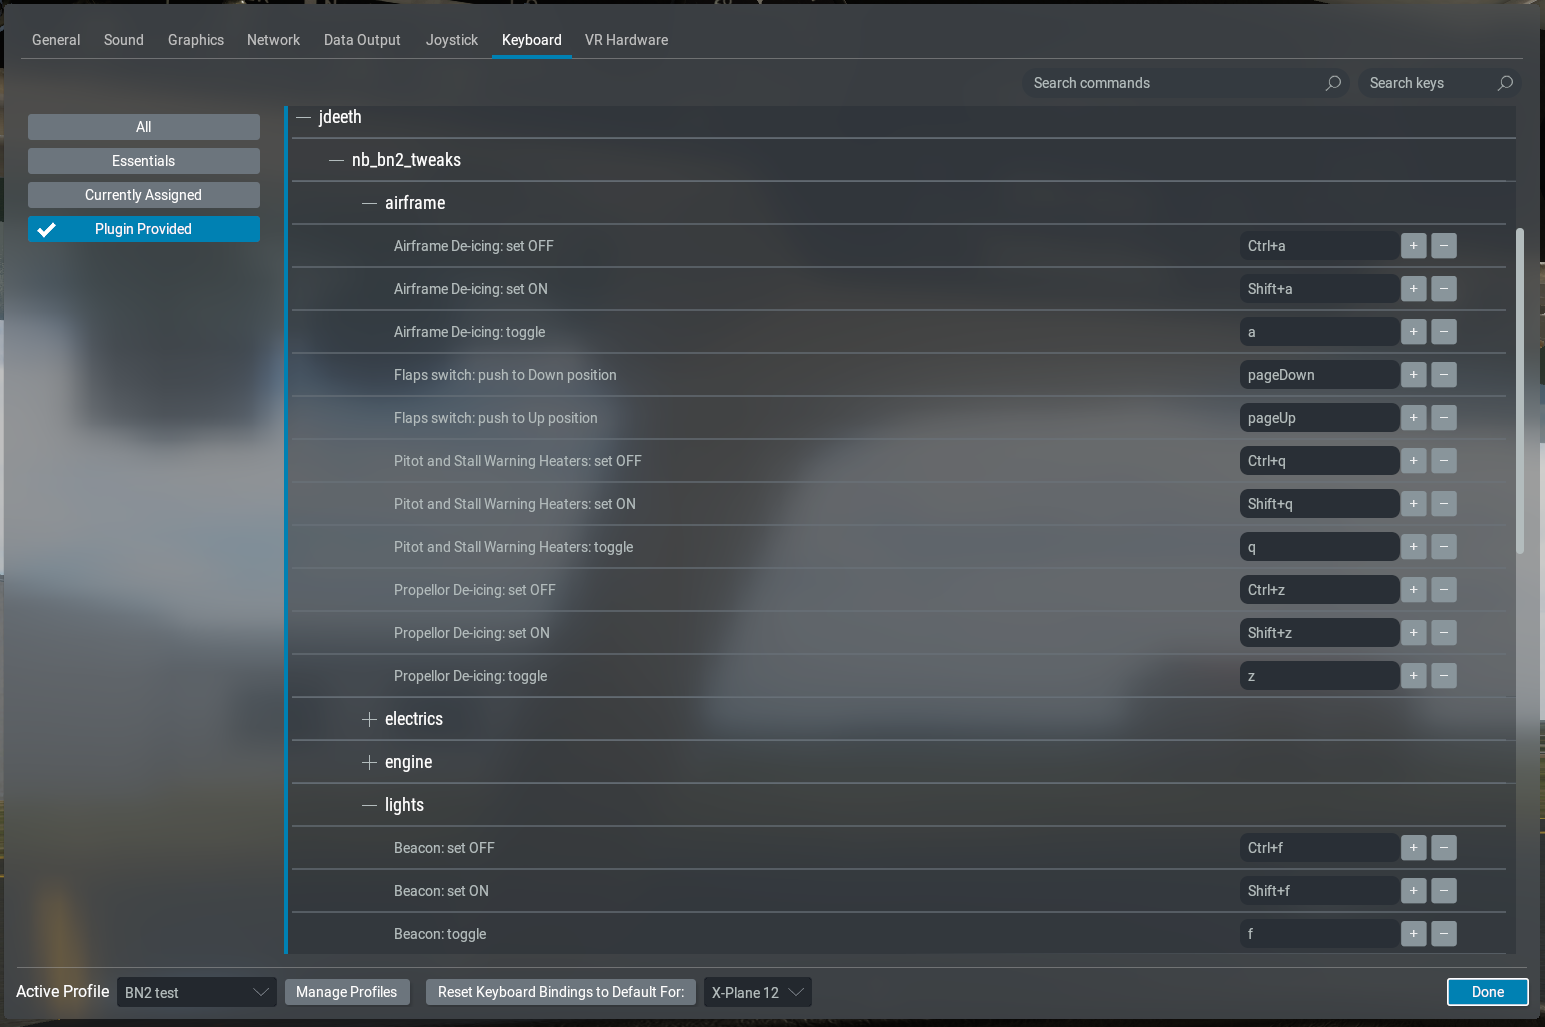 General Sound Graphics Network Data Output Joystick Keyboard VR Hardware
Search commands Search keys
All
Essentials
Currently Assigned
Plugin Provided
jdeeth
nb_bn2_tweaks
airframe
Airframe De-icing: set OFF Ctrl+a + −
Airframe De-icing: set ON Shift+a + −
Airframe De-icing: toggle a + −
Flaps switch: push to Down position pageDown + −
Flaps switch: push to Up position pageUp + −
Pitot and Stall Warning Heaters: set OFF Ctrl+q + −
Pitot and Stall Warning Heaters: set ON Shift+q + −
Pitot and Stall Warning Heaters: toggle q + −
Propellor De-icing: set OFF Ctrl+z + −
Propellor De-icing: set ON Shift+z + −
Propellor De-icing: toggle z + −
electrics
engine
lights
Beacon: set OFF Ctrl+f + −
Beacon: set ON Shift+f + −
Beacon: toggle f + −
Active Profile BN2 test Manage Profiles Reset Keyboard Bindings to Default For: X-Plane 12 Done